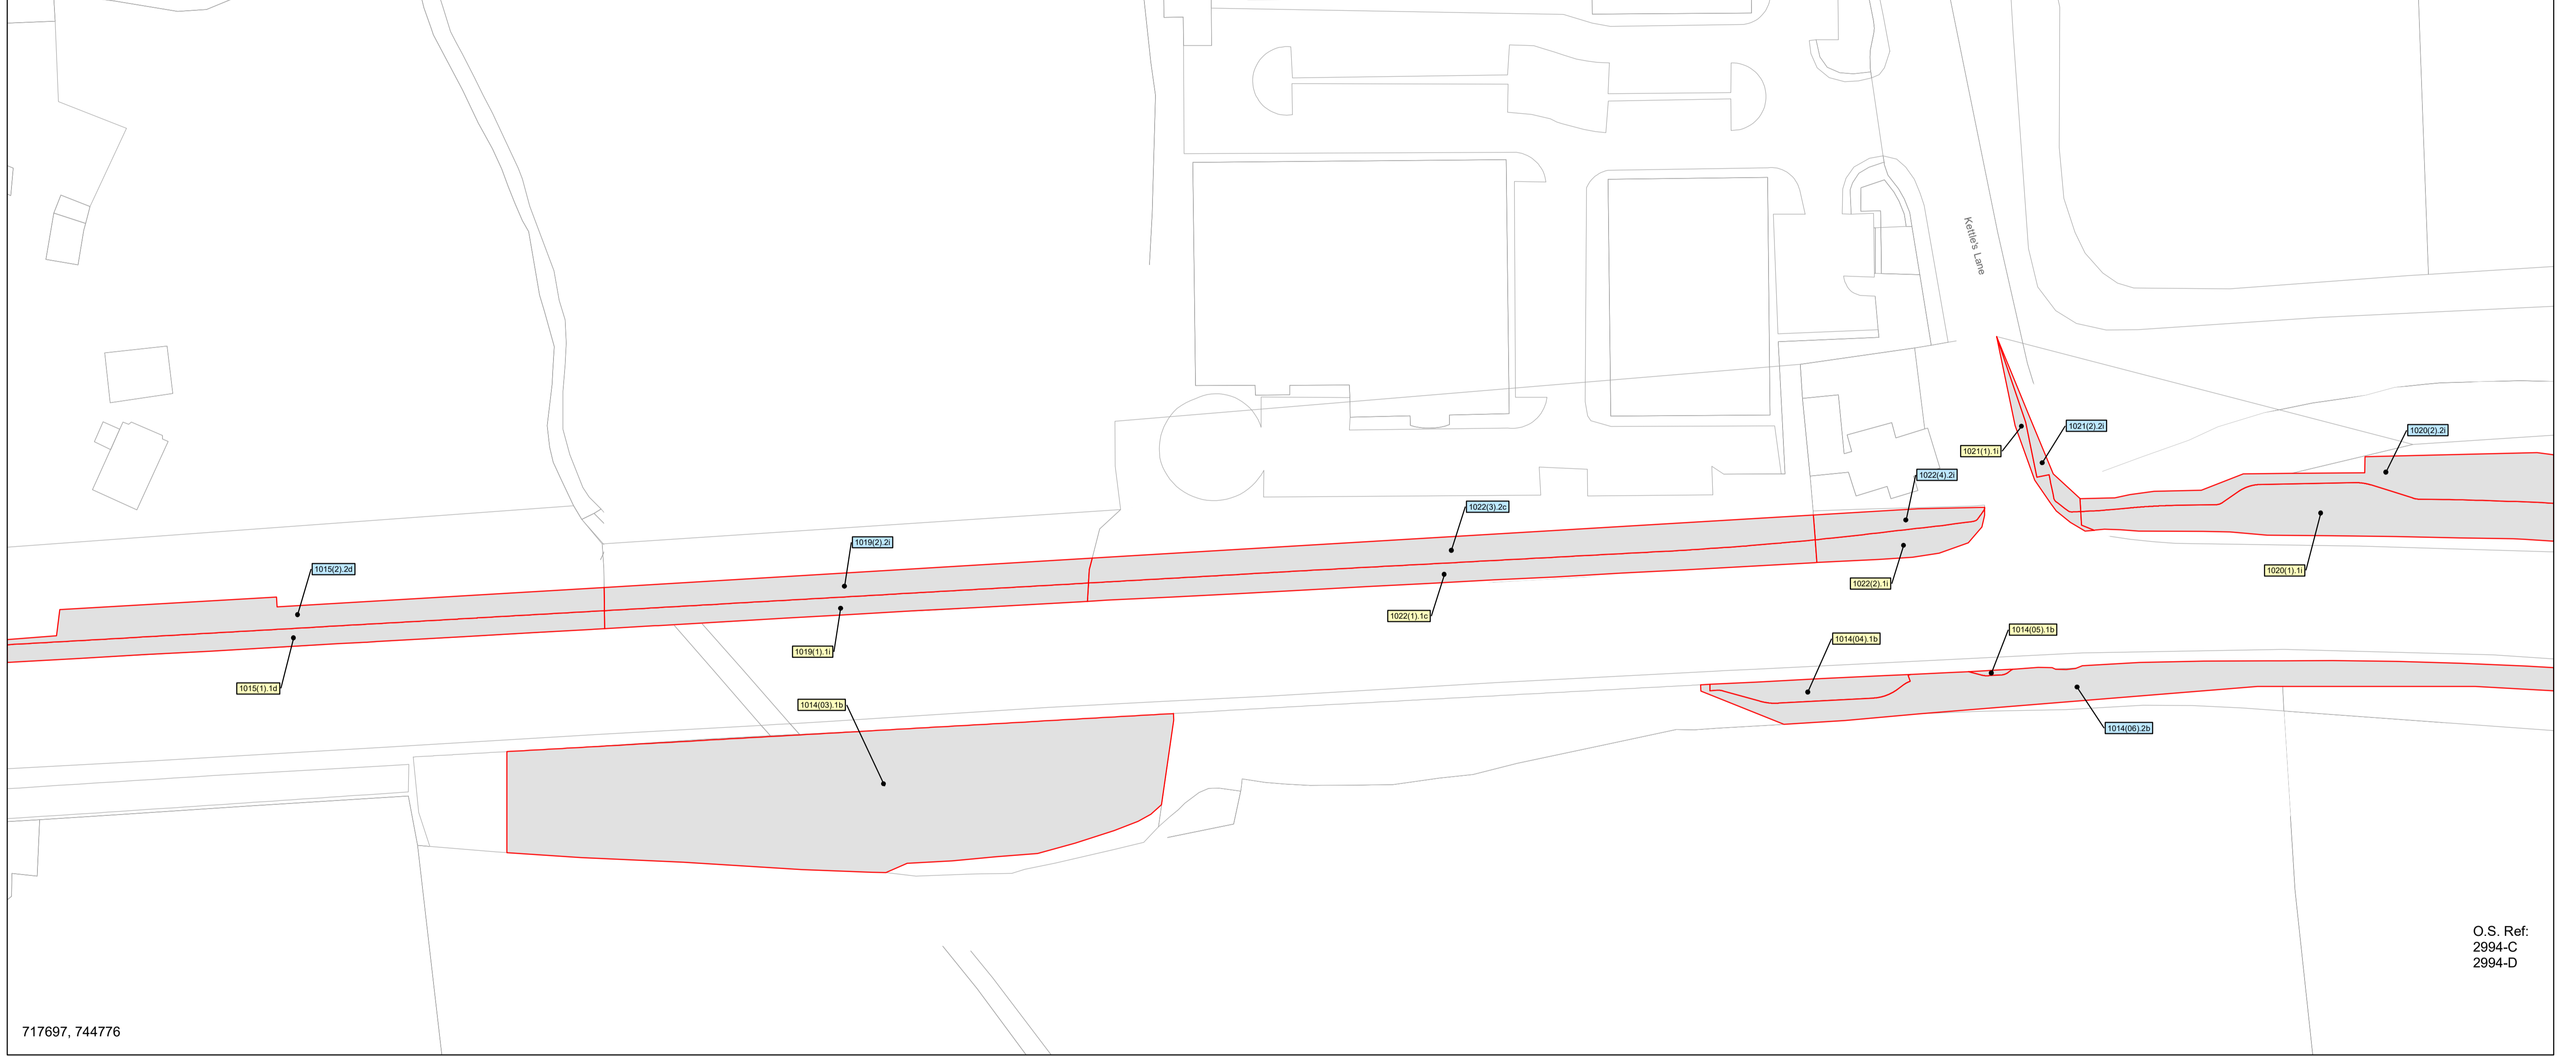 Kettle's Lane
1021(2).2i
1020(2).2i
1021(1).1i
1022(4).2i
1022(3).2c
1019(2).2i
1015(2).2d
1020(1).1i
1022(2).1i
1022(1).1c
1014(05).1b
1014(04).1b
1019(1).1i
1015(1).1d
1014(03).1b
1014(06).2b
O.S. Ref:
2994-C
2994-D
717697, 744776